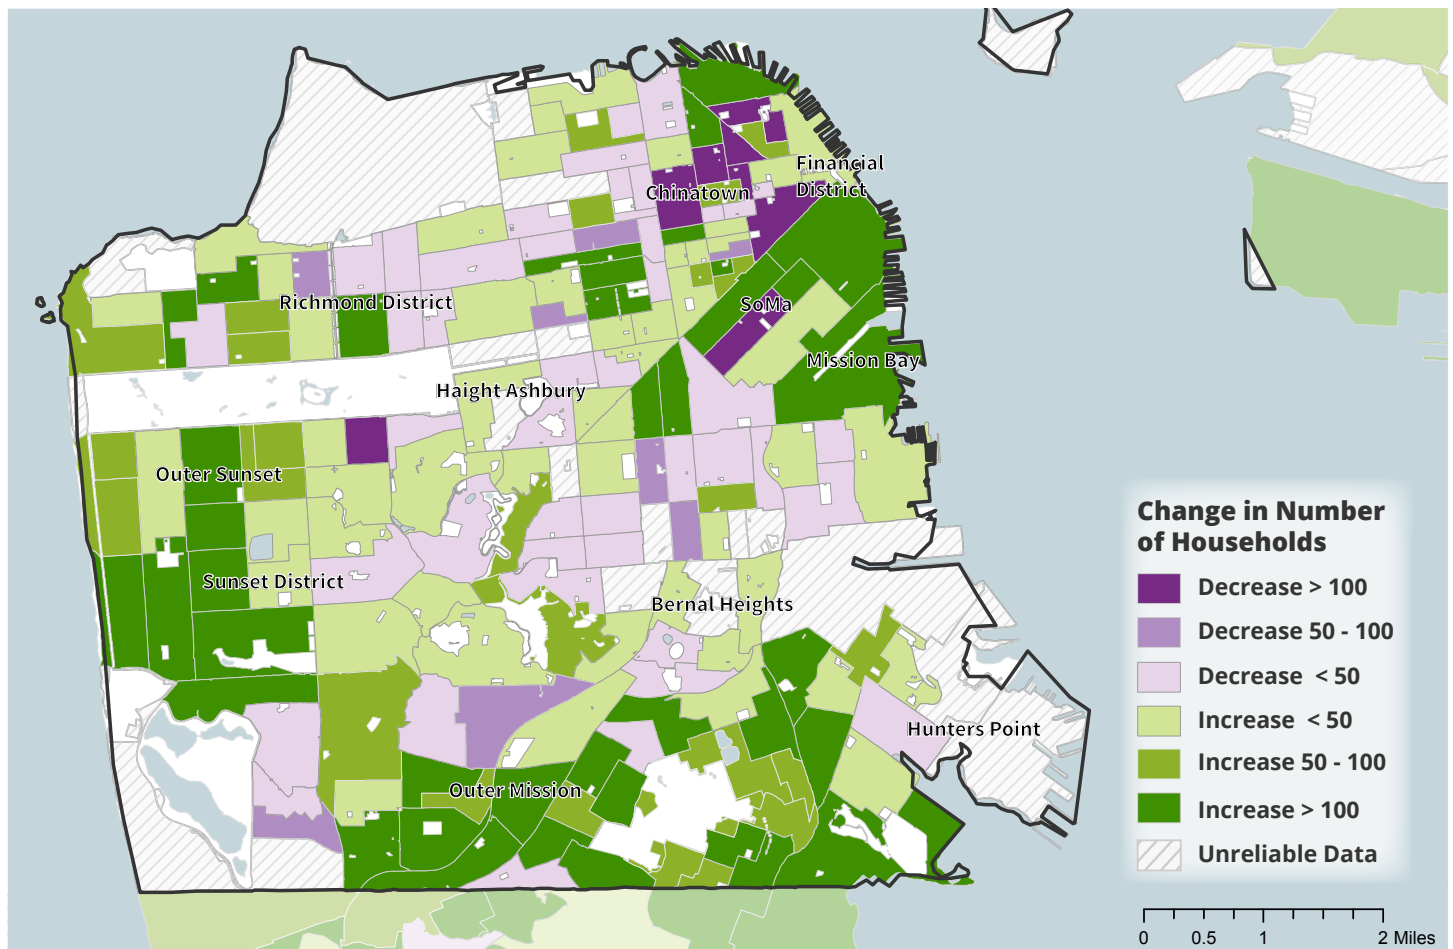 Financial
District
Chinatown
Richmond District
SoMa
Mission Bay
Haight Ashbury
Outer Sunset
Sunset District
Bernal Heights
Hunters Point
Outer Mission
Change in Number
of Households
Decrease > 100
Decrease 50 - 100
Decrease < 50
Increase < 50
Increase 50 - 100
Increase > 100
Unreliable Data
0 0.5 1 2 Miles